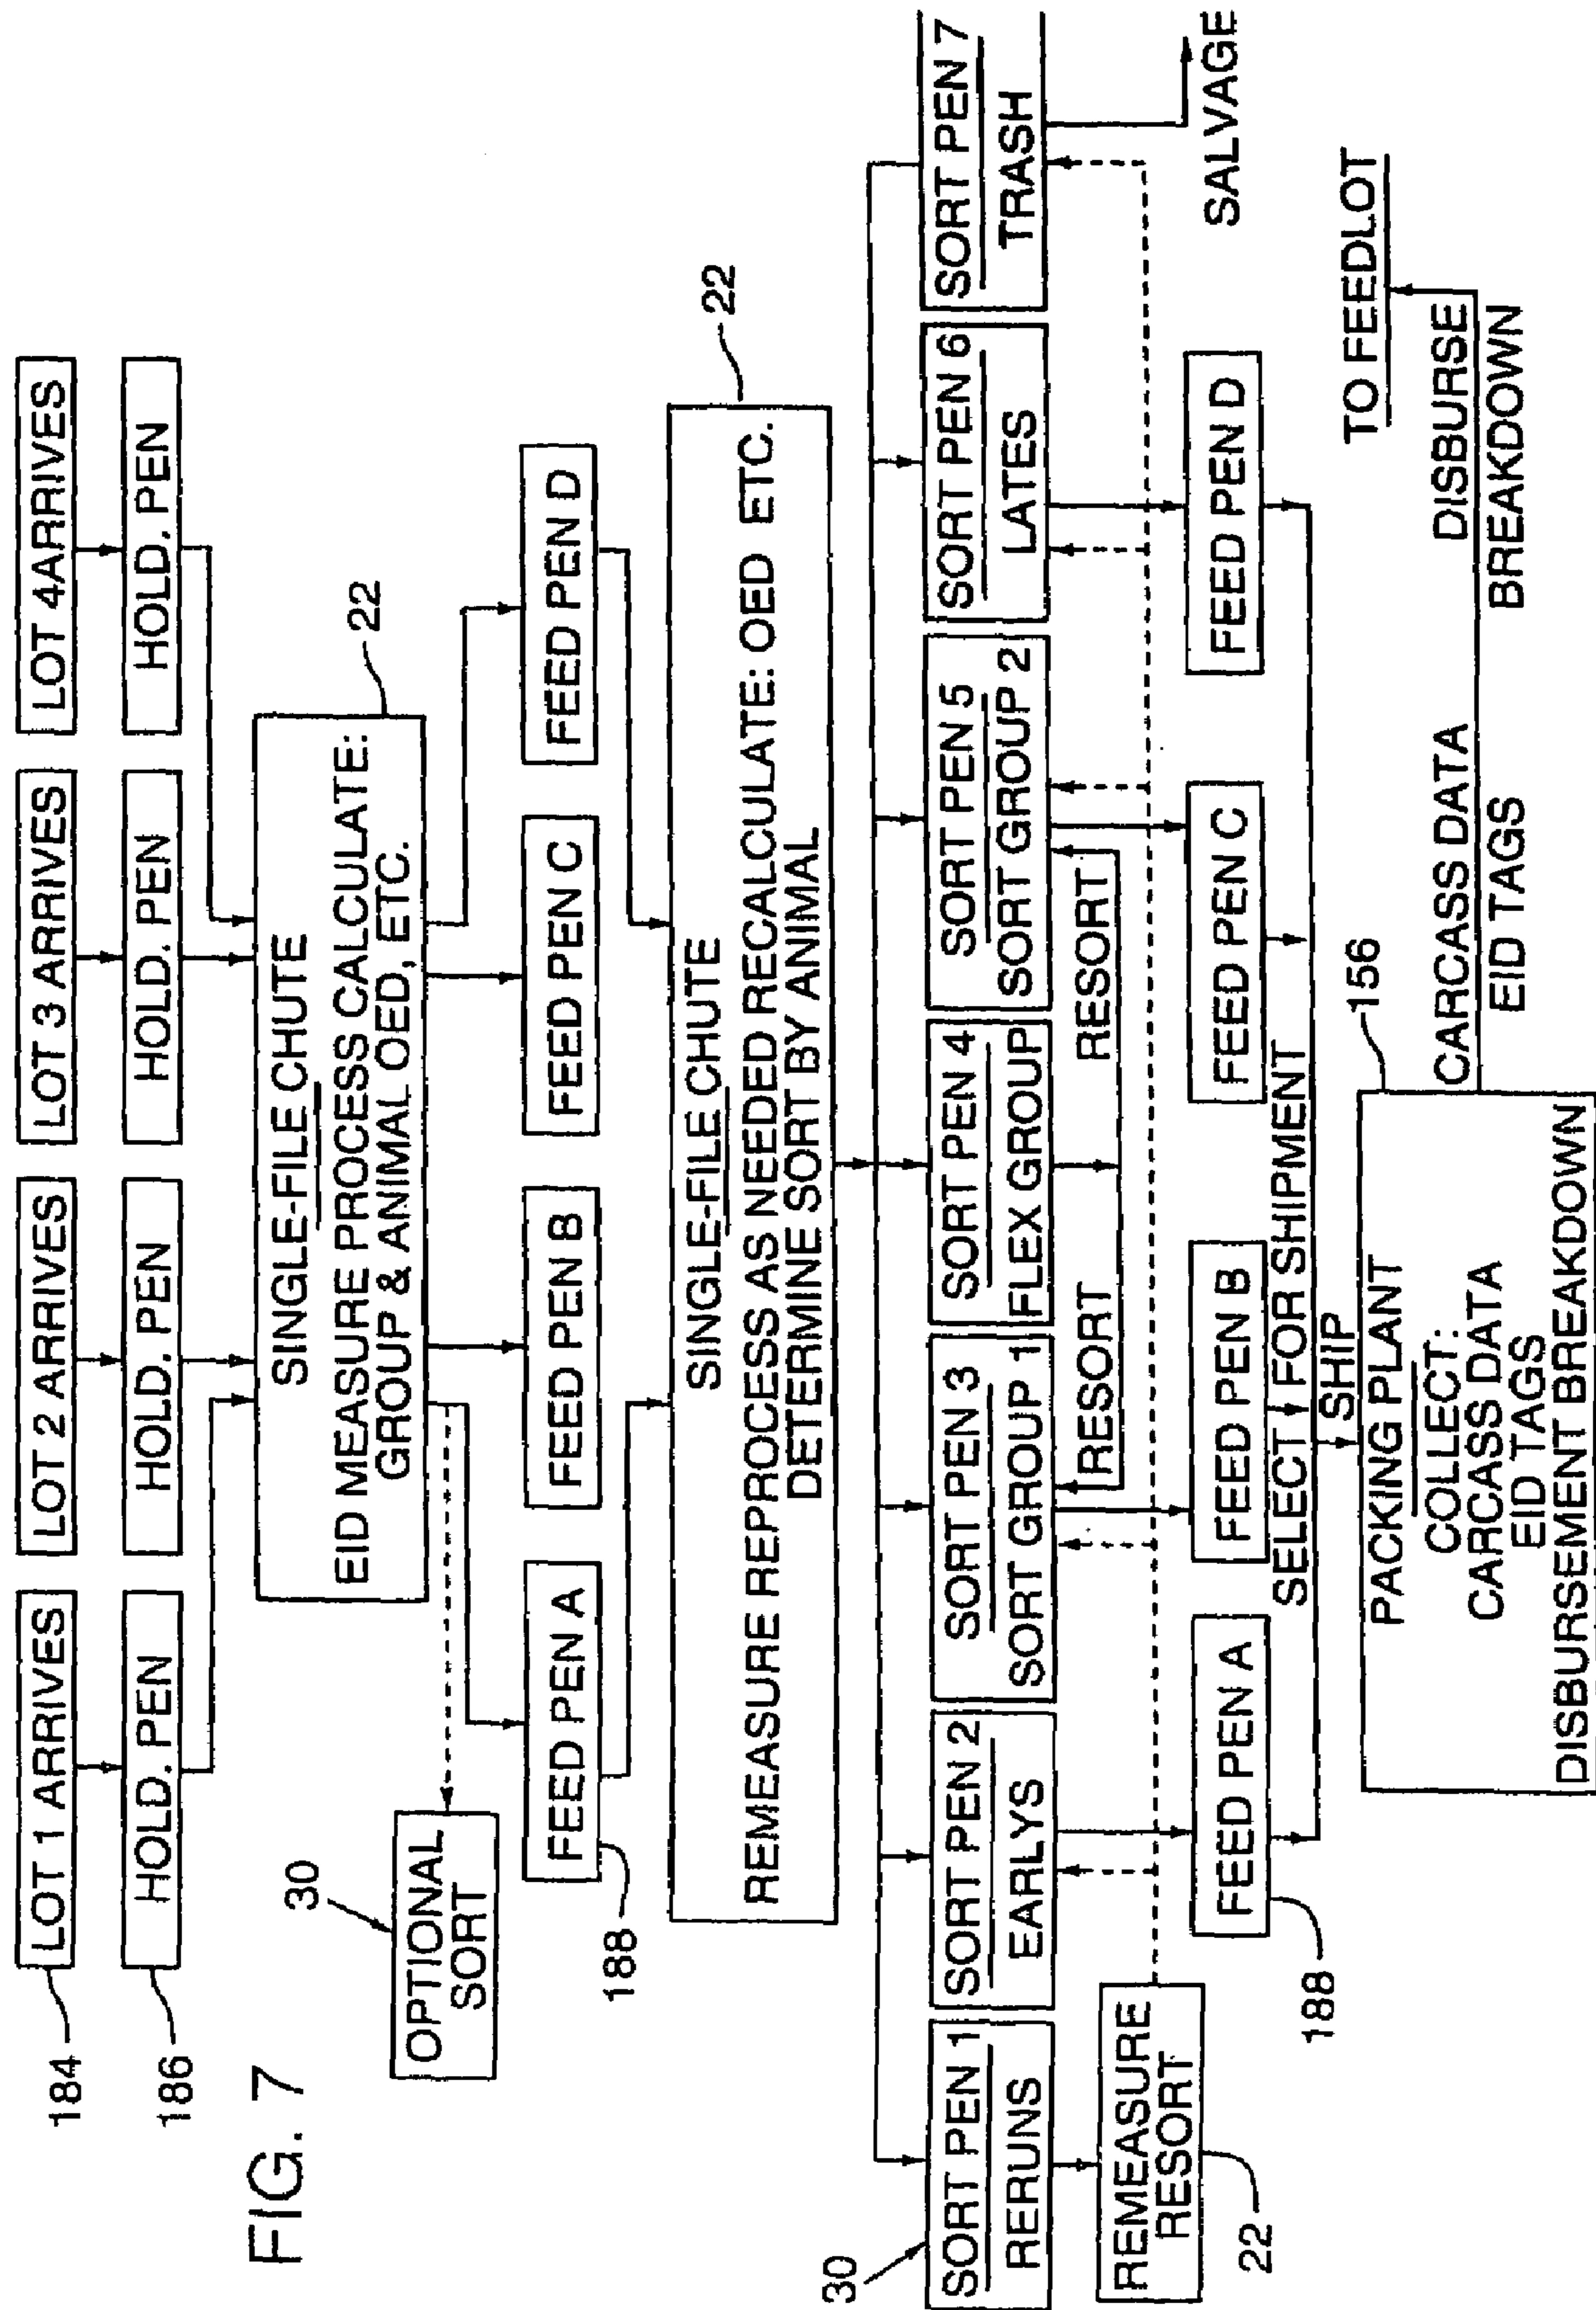 FIG. 7
184
LOT 1 ARRIVES
LOT 2 ARRIVES
LOT 3 ARRIVES
LOT 4ARRIVES
186
HOLD. PEN
HOLD. PEN
HOLD. PEN
HOLD. PEN
22
SINGLE-FILE CHUTE
EID MEASURE PROCESS CALCULATE:
GROUP & ANIMAL OED, ETC.
30
OPTIONAL
SORT
188
FEED PEN A
FEED PEN B
FEED PEN C
FEED PEN D
22
SINGLE-FILE CHUTE
REMEASURE REPROCESS AS NEEDED RECALCULATE: OED ETC.
DETERMINE SORT BY ANIMAL
30
SORT PEN 1
RERUNS
SORT PEN 2
EARLYS
SORT PEN 3
SORT GROUP 1
SORT PEN 4
FLEX GROUP
SORT PEN 5
SORT GROUP 2
SORT PEN 6
LATES
SORT PEN 7
TRASH
RESORT
RESORT
REMEASURE
RESORT
22
SALVAGE
188
FEED PEN A
FEED PEN B
FEED PEN C
FEED PEN D
SELECT FOR SHIPMENT
SHIP
156
PACKING PLANT
COLLECT:
CARCASS DATA
EID TAGS
DISBURSEMENT BREAKDOWN
CARCASS DATA
EID TAGS
DISBURSE
BREAKDOWN
TO FEEDLOT